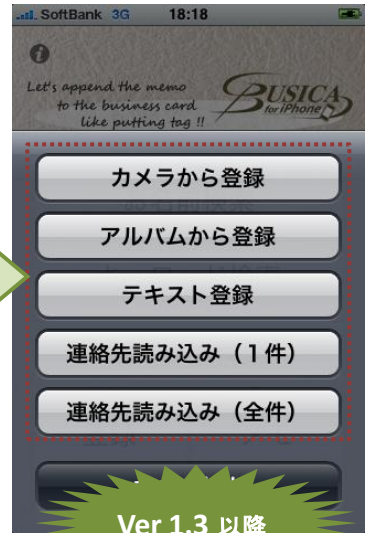 SoftBank 3G 18:18
Let's append the memo
to the business card
like putting tag !!
BUSICA
for iPhone
カメラから登録
アルバムから登録
テキスト登録
連絡先読み込み（１件）
連絡先読み込み（全件）
Ver 1.3 以降